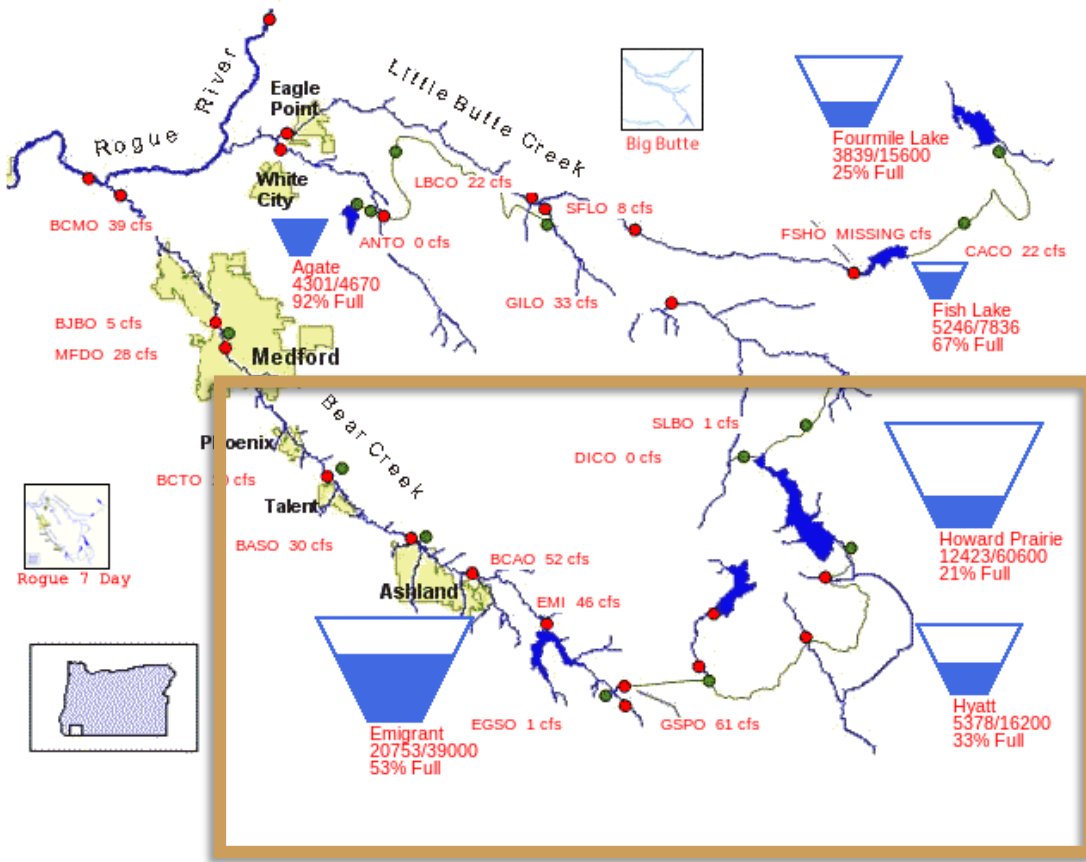 Rogue River
Eagle
Point
Little Butte Creek
Big Butte
Fourmile Lake
3839/15600
25% Full
White
City
LBCO 22 cfs
SFLO 8 cfs
BCMO 39 cfs
ANTO 0 cfs
FSHO MISSING cfs
CACO 22 cfs
Agate
4301/4670
92% Full
GILO 33 cfs
Fish Lake
5246/7836
67% Full
BJBO 5 cfs
MFDO 28 cfs
Medford
Bear Creek
SLBO 1 cfs
Phoenix
DICO 0 cfs
BCTO cfs
Talent
Howard Prairie
12423/60600
21% Full
BASO 30 cfs
BCAO 52 cfs
Rogue 7 Day
Ashland
EMI 46 cfs
Hyatt
5378/16200
33% Full
EGSO 1 cfs
GSPO 61 cfs
Emigrant
20753/39000
53% Full